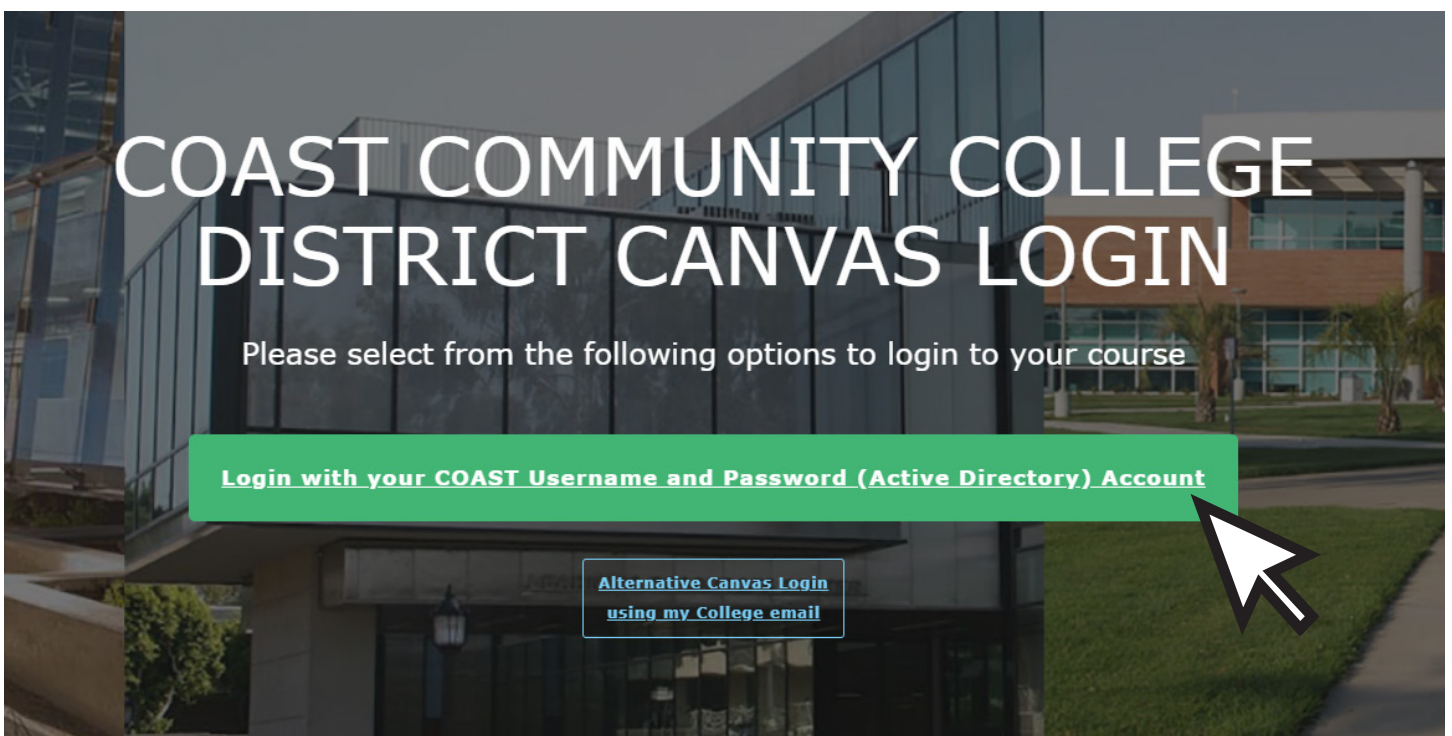 COAST COMMUNITY COLLEGE
DISTRICT CANVAS LOGIN
Please select from the following options to login to your course
Login with your COAST Username and Password (Active Directory) Account
Alternative Canvas Login
using my College email